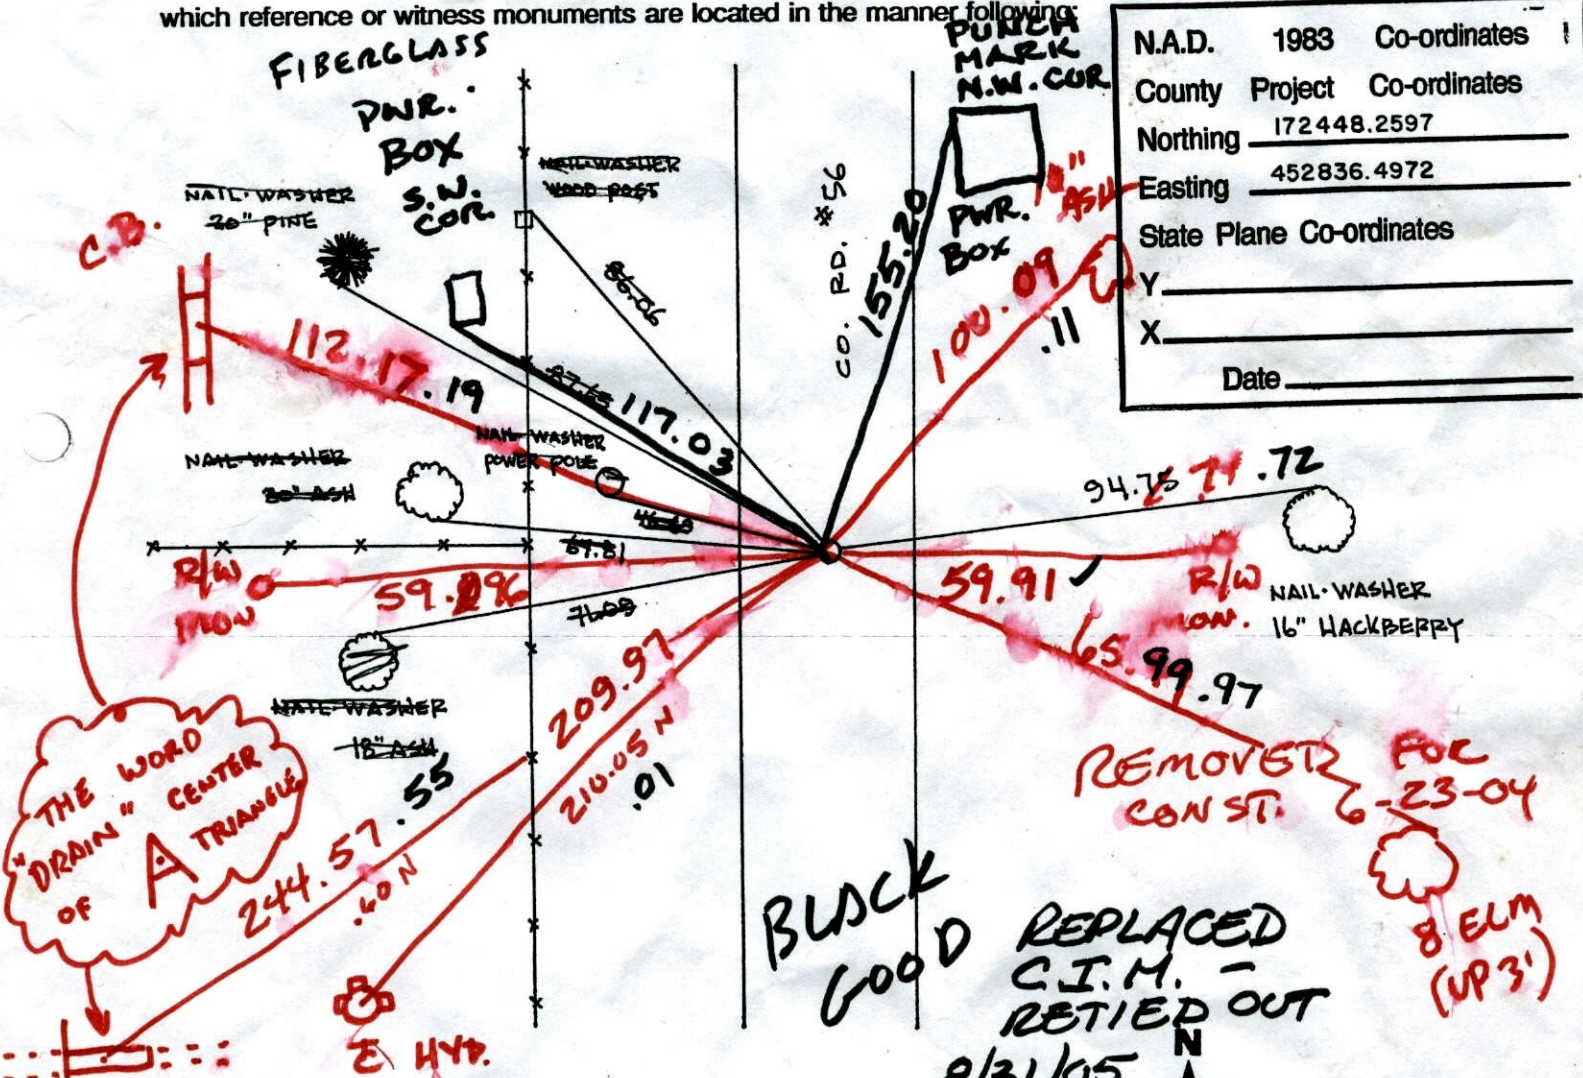 which reference or witness monuments are located in the manner following:
FIBERGLASS
PWR.
BOX
S.W.
COR.
NAIL-WASHER
20" PINE
NAIL-WASHER
WOOD POST
86.06
CO. RD. #56
155.20
PUNCH
MARK
N.W. COR
PWR.
BOX
ASH
100.09
.11
N.A.D. 1983 Co-ordinates
County Project Co-ordinates
Northing 172448.2597
Easting 452836.4972
State Plane Co-ordinates
Y
X
Date
C.B.
112.17
.19
117.03
NAIL-WASHER
POWER POLE
NAIL-WASHER
30" ASH
94.75
.71
.72
R/W
MON
59.96
59.91
R/W
MON.
NAIL-WASHER
16" HACKBERRY
71.09
65.99
.97
NAIL-WASHER
18" ASH
209.97
210.05 N
.01
THE WORD
"DRAIN" CENTER
OF A TRIANGLE
244.57
.55
.60 N
REMOVED FOR
CONST. 6-23-04
8 ELM
(UP 3')
BLACK
GOOD
REPLACED
C.I.M. -
RETIED OUT
N
HYD.